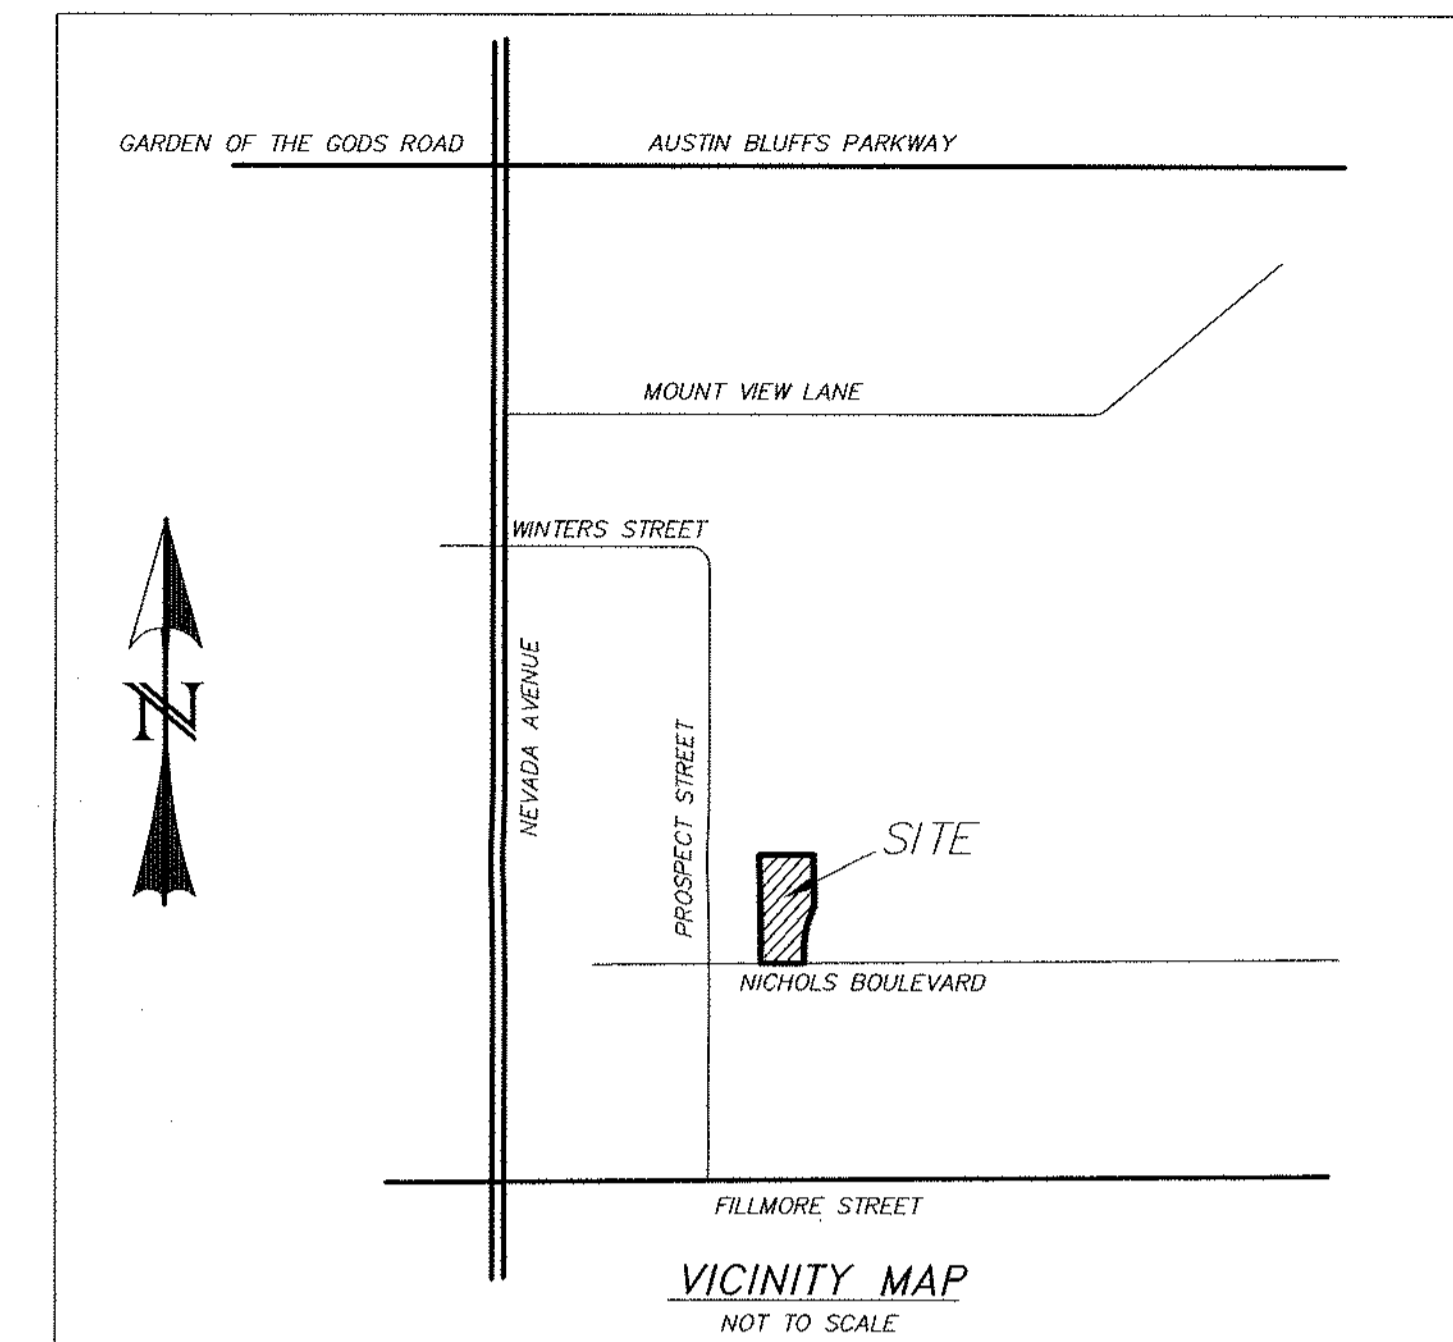 GARDEN OF THE GODS ROAD
AUSTIN BLUFFS PARKWAY
MOUNT VIEW LANE
WINTERS STREET
NEVADA AVENUE
PROSPECT STREET
N
SITE
NICHOLS BOULEVARD
FILLMORE STREET
VICINITY MAP
NOT TO SCALE